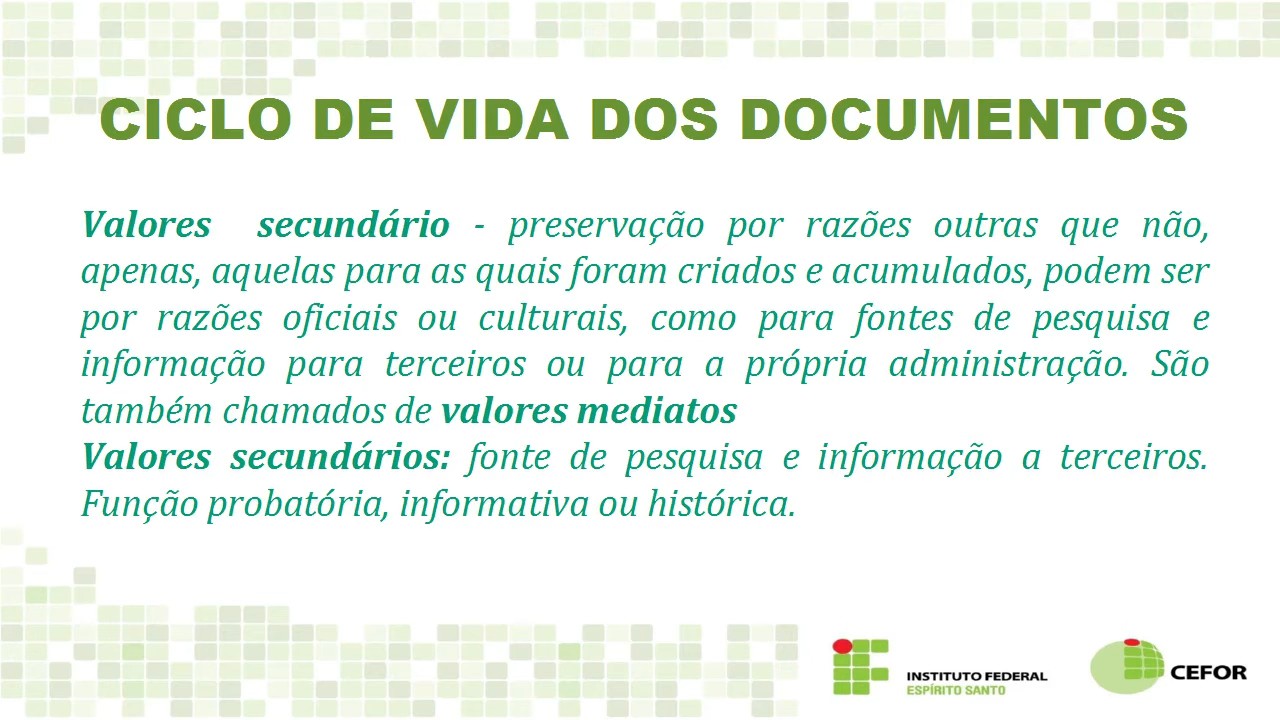 CICLO DE VIDA DOS DOCUMENTOS
Valores secundário - preservação por razões outras que não,
apenas, aquelas para as quais foram criados e acumulados, podem ser
por razões oficiais ou culturais, como para fontes de pesquisa e
informação para terceiros ou para a própria administração. São
também chamados de valores mediatos
Valores secundários: fonte de pesquisa e informação a terceiros.
Função probatória, informativa ou histórica.
INSTITUTO FEDERAL
ESPÍRITO SANTO
CEFOR